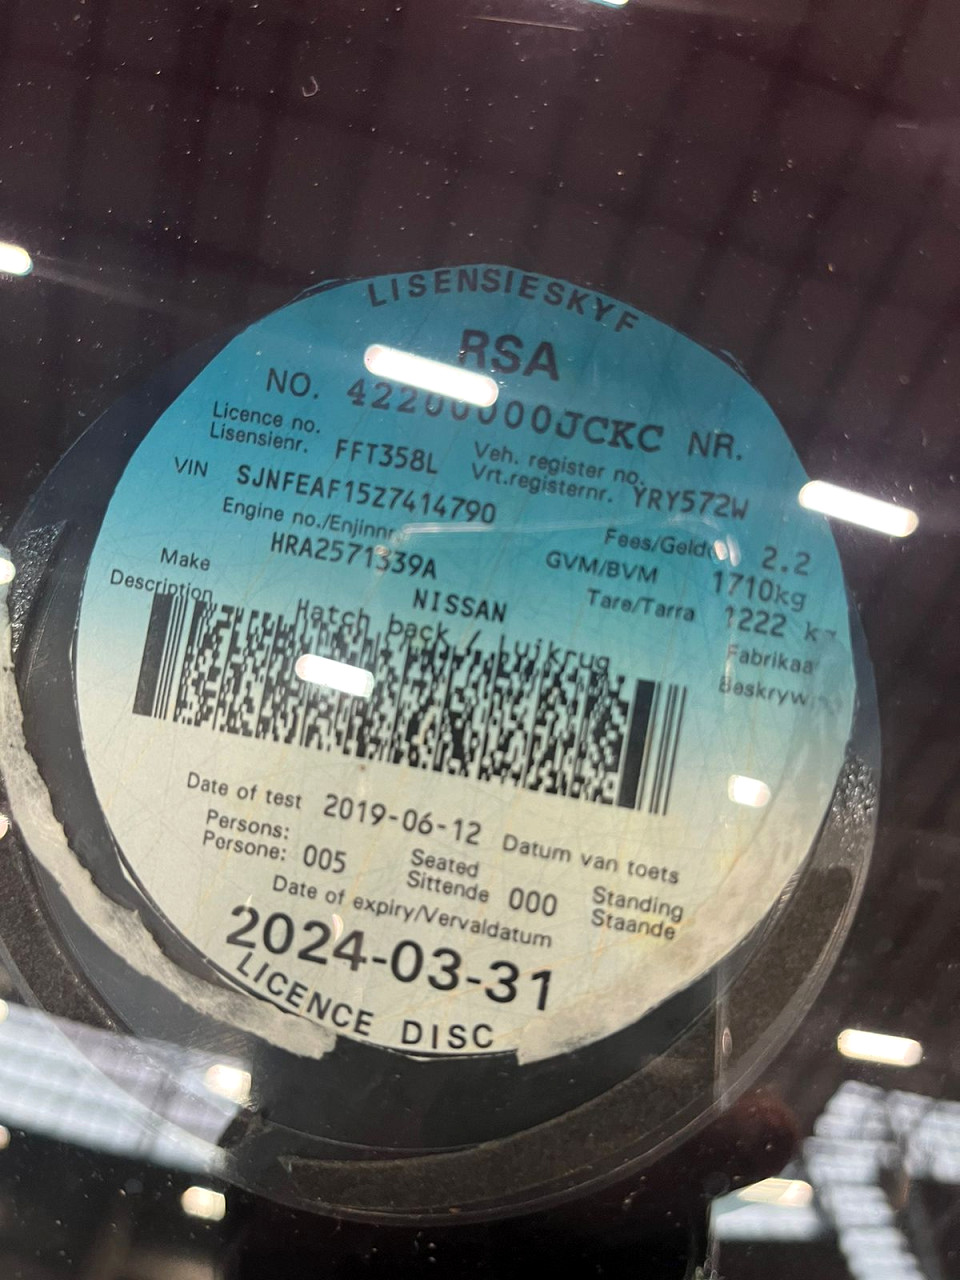 LISENSIESKYF
RSA
NO. 42200000JCKC NR.
Licence no. Lisensienr. FFT358L Veh. register no. Vrt.registernr. YRY572W
VIN SJNFEAF15Z7414790
Fees/Gelde 2.2
Engine no./Enjinnr.
HRA2571339A
GVM/BVM 1710kg
Tare/Tarra 1222 kg
Make NISSAN
Description Hatch back / Luikrug
Date of test 2019-06-12 Datum van toets
Persons: Persone: 005 Seated Sittende 000 Standing Staande
Date of expiry/Vervaldatum
2024-03-31
LICENCE DISC